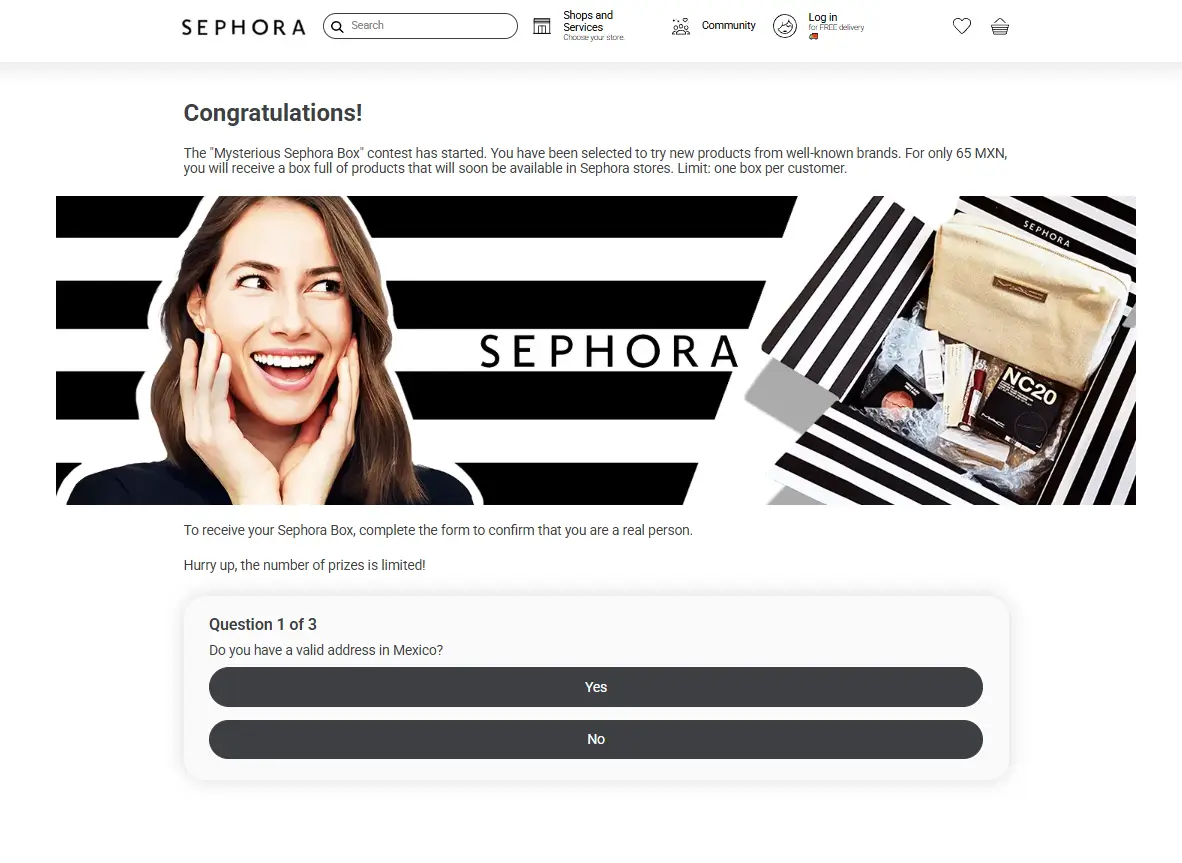 SEPHORA
Search
Shops and
Services
Choose your store.
Community
Log in
for FREE delivery
Congratulations!
The "Mysterious Sephora Box" contest has started. You have been selected to try new products from well-known brands. For only 65 MXN,
you will receive a box full of products that will soon be available in Sephora stores. Limit: one box per customer.
SEPHORA
SEPHORA
MAC
NC20
To receive your Sephora Box, complete the form to confirm that you are a real person.
Hurry up, the number of prizes is limited!
Question 1 of 3
Do you have a valid address in Mexico?
Yes
No